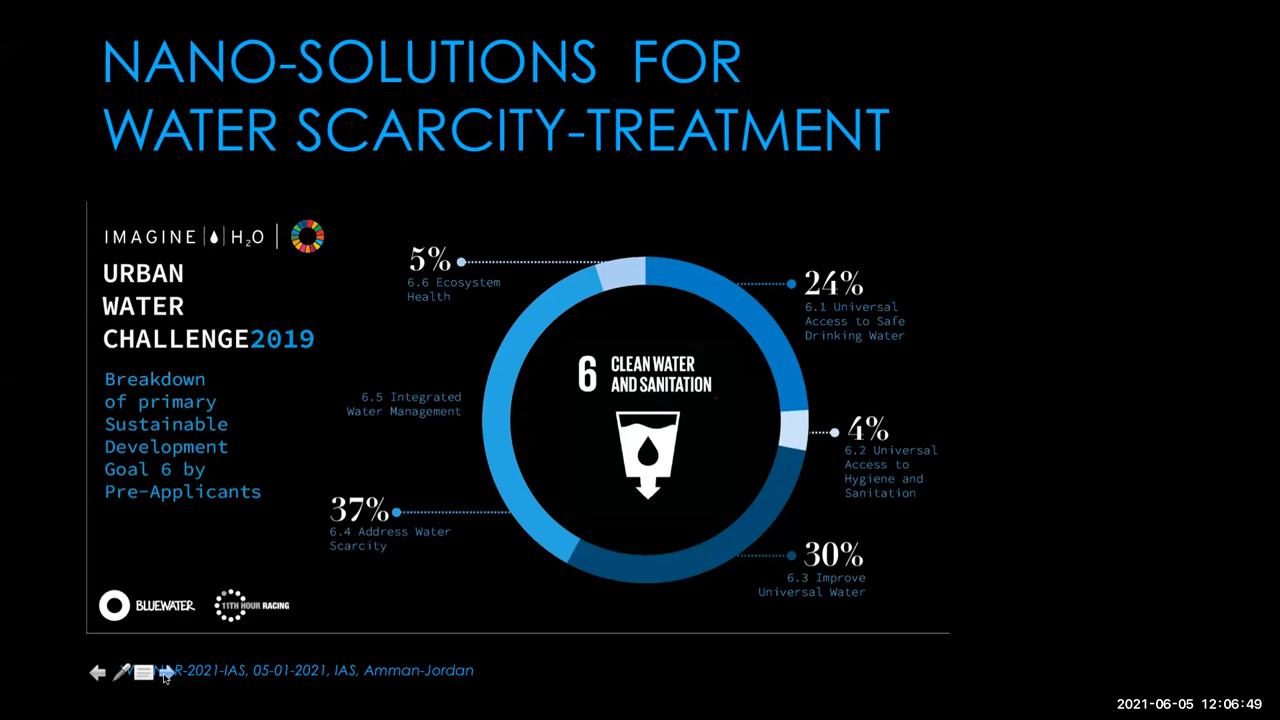 NANO-SOLUTIONS FOR
WATER SCARCITY-TREATMENT
IMAGINE H2O
URBAN
WATER
CHALLENGE2019
Breakdown
of primary
Sustainable
Development
Goal 6 by
Pre-Applicants
5%
6.6 Ecosystem
Health
24%
6.1 Universal
Access to Safe
Drinking Water
6 CLEAN WATER
AND SANITATION
6.5 Integrated
Water Management
4%
6.2 Universal
Access to
Hygiene and
Sanitation
37%
6.4 Address Water
Scarcity
30%
6.3 Improve
Universal Water
BLUEWATER
11TH HOUR RACING
R-2021-IAS, 05-01-2021, IAS, Amman-Jordan
2021-06-05 12:06:49